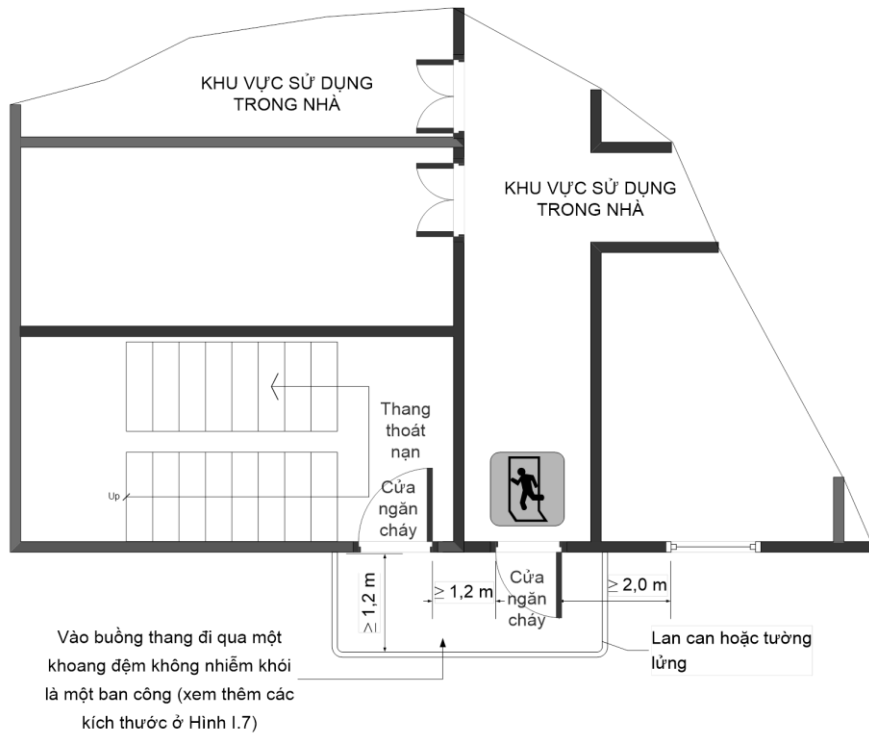 KHU VỰC SỬ DỤNG
TRONG NHÀ
KHU VỰC SỬ DỤNG
TRONG NHÀ
Thang
thoát
nạn
Up
Cửa
ngăn
cháy
≥ 1,2 m
≥ 1,2 m
Cửa
ngăn
cháy
≥ 2,0 m
Vào buồng thang đi qua một
khoang đệm không nhiễm khói
là một ban công (xem thêm các
kích thước ở Hình I.7)
Lan can hoặc tường
lửng